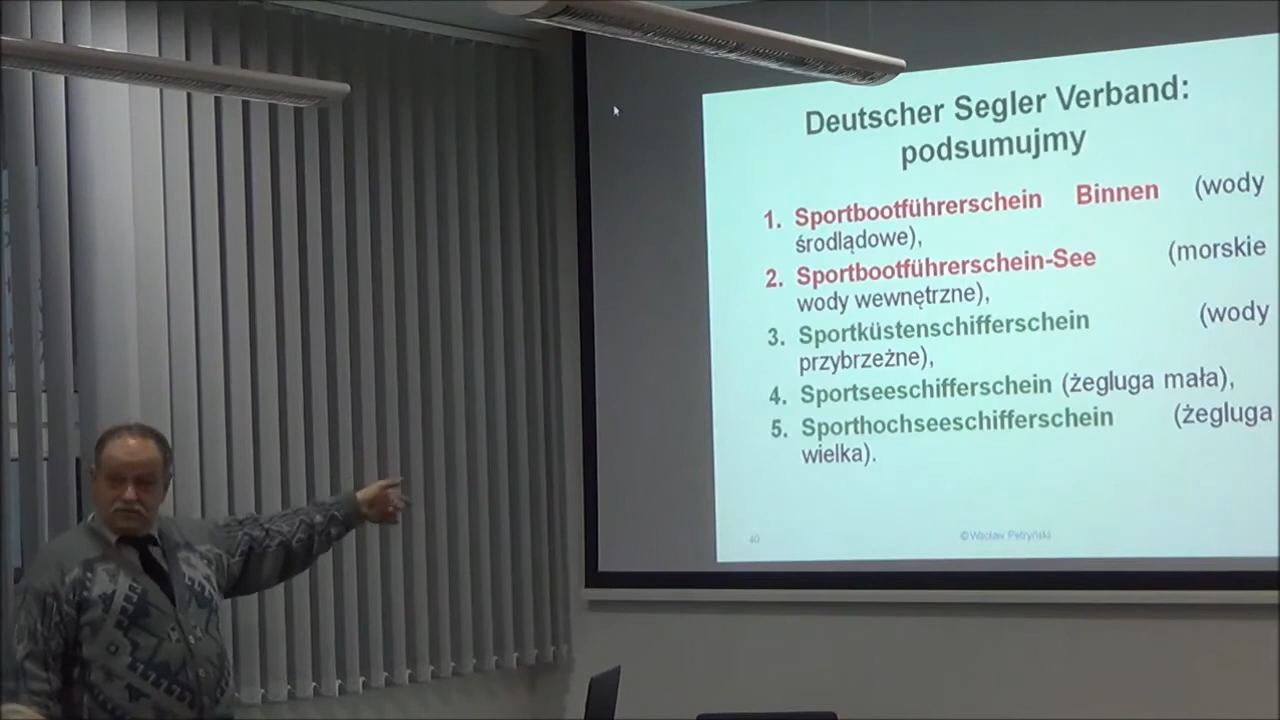 Deutscher Segler Verband:
podsumujmy
1. Sportbootführerschein Binnen (wody
środlądowe),
2. Sportbootführerschein-See (morskie
wody wewnętrzne),
3. Sportküstenschifferschein (wody
przybrzeżne),
4. Sportseeschifferschein (żegluga mała),
5. Sporthochseeschifferschein (żegluga
wielka).
40 ©Wacław Petryński